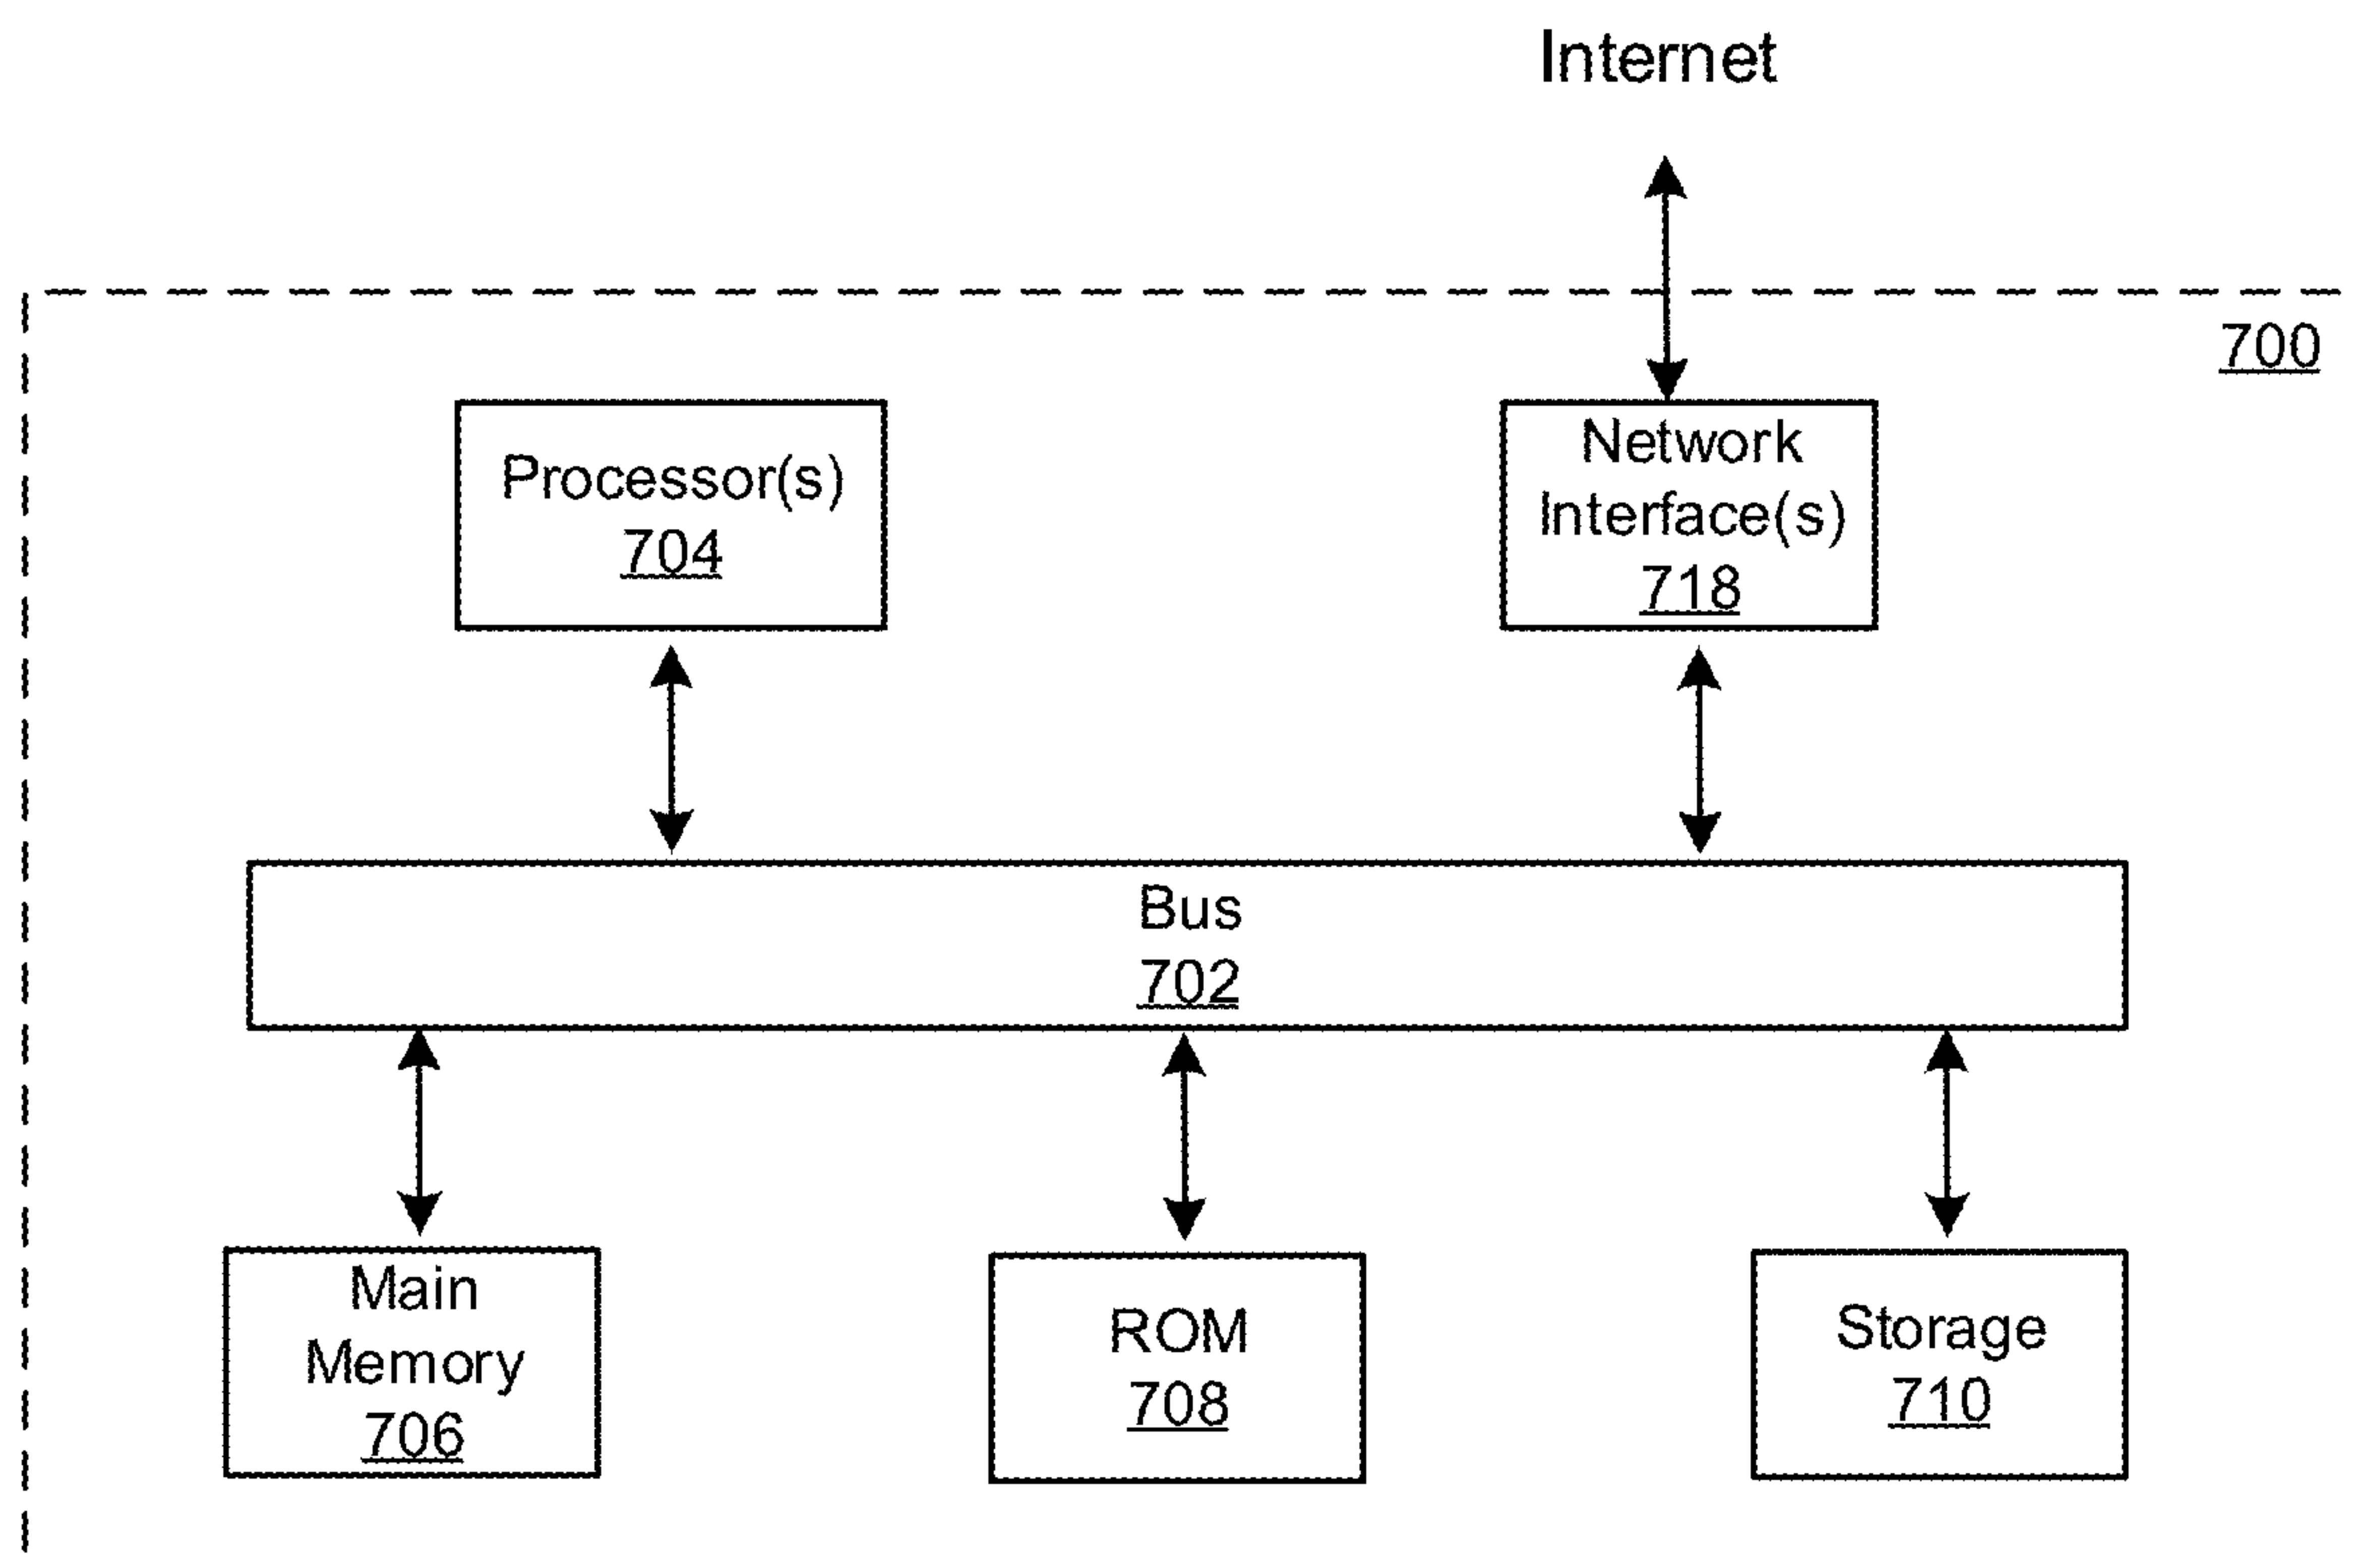 Internet
700
Processor(s)
704
Network
Interface(s)
718
Bus
702
Main
Memory
706
ROM
708
Storage
710